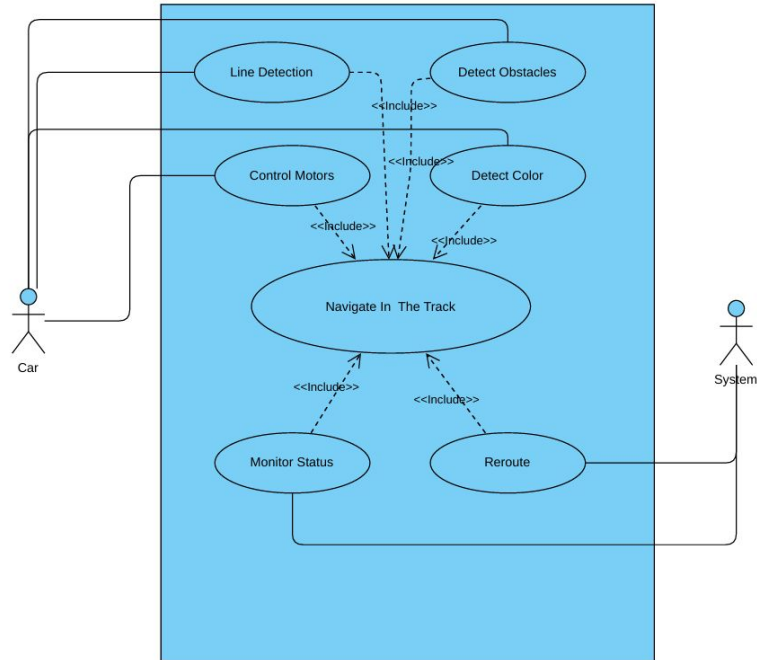 Line Detection
Detect Obstacles
<<Include>>
<<Include>>
Control Motors
Detect Color
<<Include>>
<<Include>>
Navigate In  The Track
Car
System
<<Include>>
<<Include>>
Monitor Status
Reroute